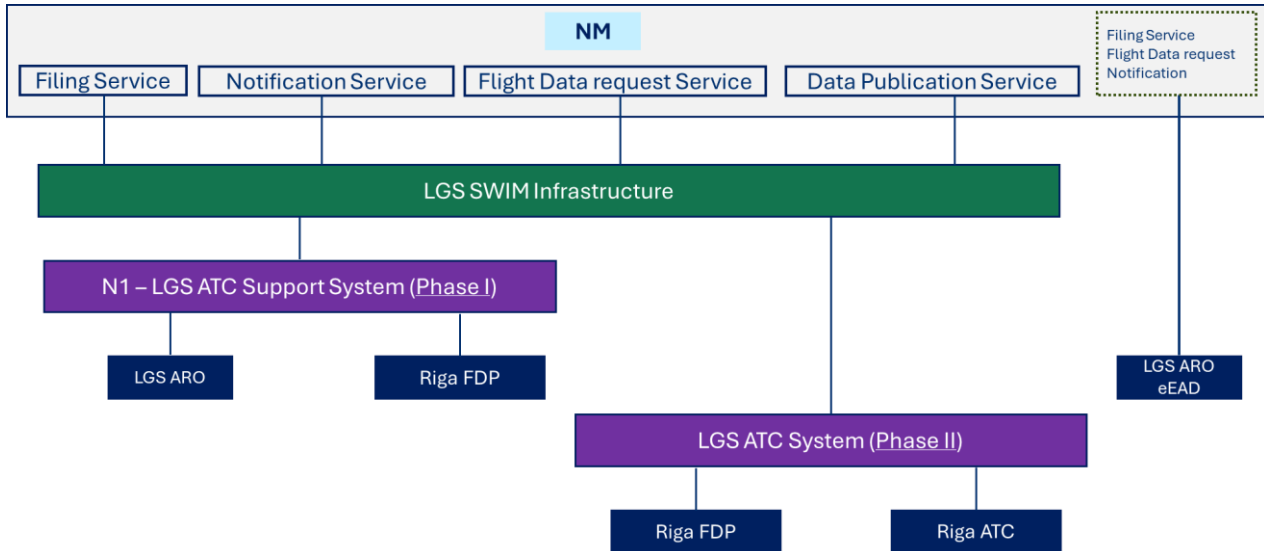 NM
Filing Service
Flight Data request
Notification
Filing Service
Notification Service
Flight Data request Service
Data Publication Service
LGS SWIM Infrastructure
N1 – LGS ATC Support System (Phase I)
LGS ARO
Riga FDP
LGS ARO
eEAD
LGS ATC System (Phase II)
Riga FDP
Riga ATC